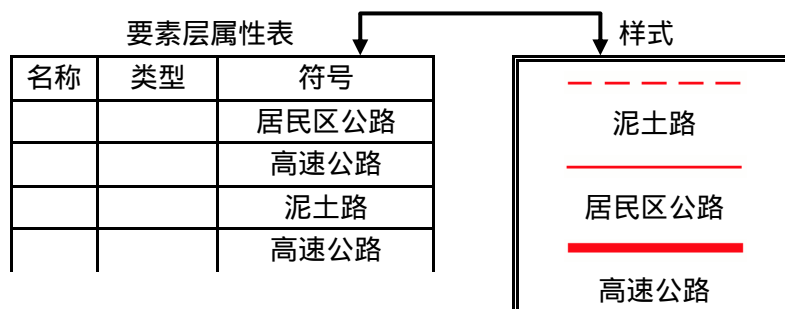 要素层属性表
样式
名称 类型 符号
居民区公路
高速公路
泥土路
高速公路
泥土路
居民区公路
高速公路